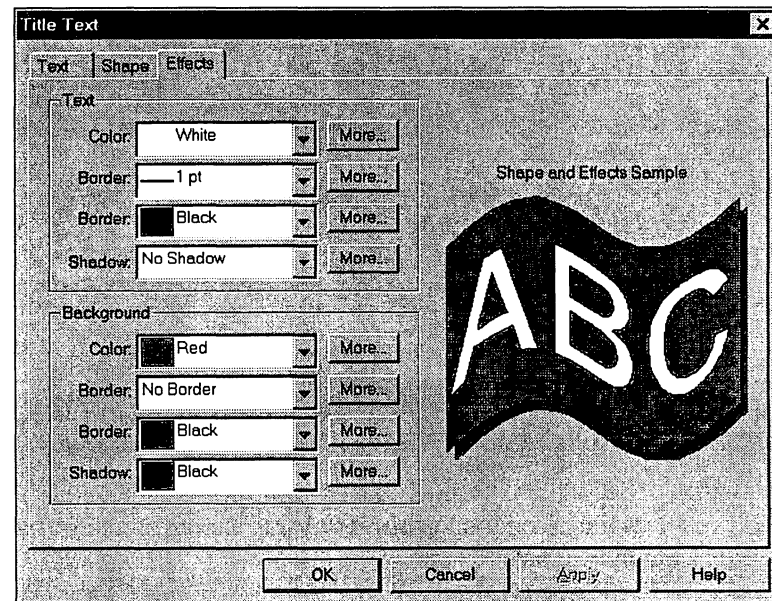 Title Text
Text Shape Effects
Text
Color: White More...
Border: 1 pt More...
Border: Black More...
Shadow: No Shadow More...
Background
Color: Red More...
Border: No Border More...
Border: Black More...
Shadow: Black More...
Shape and Effects Sample
ABC
OK Cancel Apply Help